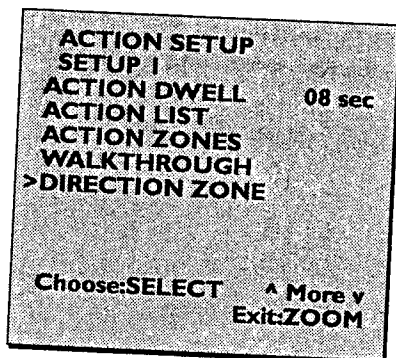 ACTION SETUP
SETUP I
ACTION DWELL 08 sec
ACTION LIST
ACTION ZONES
WALKTHROUGH
>DIRECTION ZONE
Choose:SELECT ^ More v
Exit:ZOOM